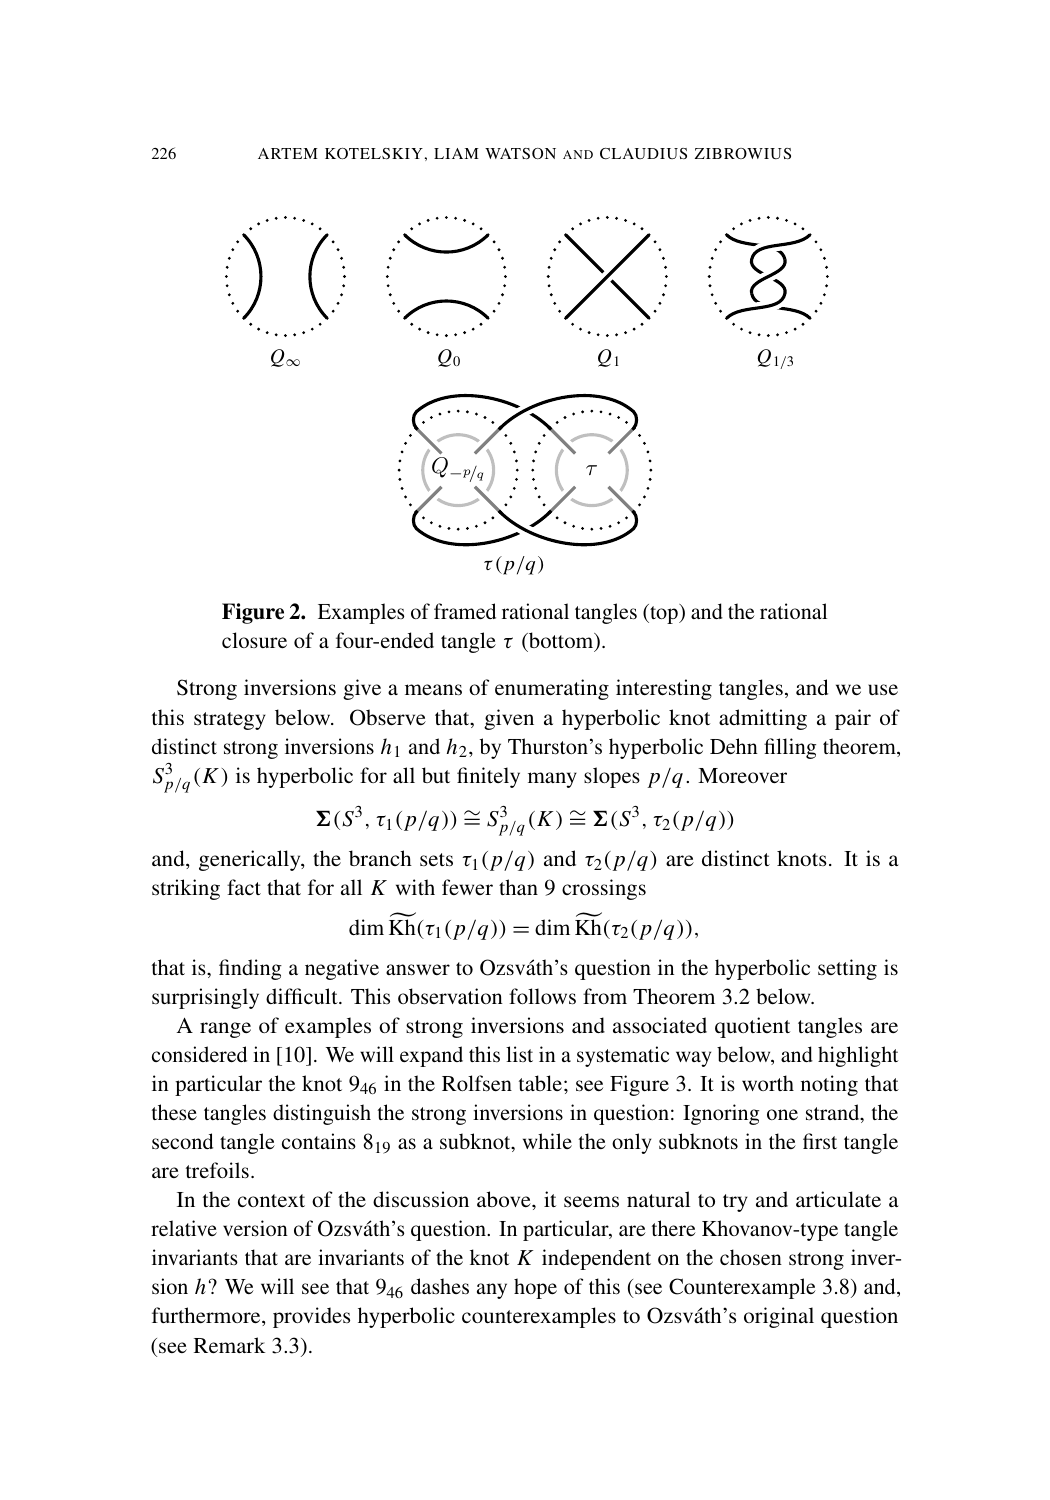 226 ARTEM KOTELSKIY, LIAM WATSON AND CLAUDIUS ZIBROWIUS
Q∞ Q0 Q1 Q1/3
Q−p/q τ
τ(p/q)
Figure 2. Examples of framed rational tangles (top) and the rational
closure of a four-ended tangle τ (bottom).
Strong inversions give a means of enumerating interesting tangles, and we use
this strategy below. Observe that, given a hyperbolic knot admitting a pair of
distinct strong inversions h1 and h2, by Thurston's hyperbolic Dehn filling theorem,
S³p/q(K) is hyperbolic for all but finitely many slopes p/q. Moreover
Σ(S³, τ1(p/q)) ≅ S³p/q(K) ≅ Σ(S³, τ2(p/q))
and, generically, the branch sets τ1(p/q) and τ2(p/q) are distinct knots. It is a
striking fact that for all K with fewer than 9 crossings
dim K͠h(τ1(p/q)) = dim K͠h(τ2(p/q)),
that is, finding a negative answer to Ozsváth's question in the hyperbolic setting is
surprisingly difficult. This observation follows from Theorem 3.2 below.
A range of examples of strong inversions and associated quotient tangles are
considered in [10]. We will expand this list in a systematic way below, and highlight
in particular the knot 946 in the Rolfsen table; see Figure 3. It is worth noting that
these tangles distinguish the strong inversions in question: Ignoring one strand, the
second tangle contains 819 as a subknot, while the only subknots in the first tangle
are trefoils.
In the context of the discussion above, it seems natural to try and articulate a
relative version of Ozsváth's question. In particular, are there Khovanov-type tangle
invariants that are invariants of the knot K independent on the chosen strong inver-
sion h? We will see that 946 dashes any hope of this (see Counterexample 3.8) and,
furthermore, provides hyperbolic counterexamples to Ozsváth's original question
(see Remark 3.3).